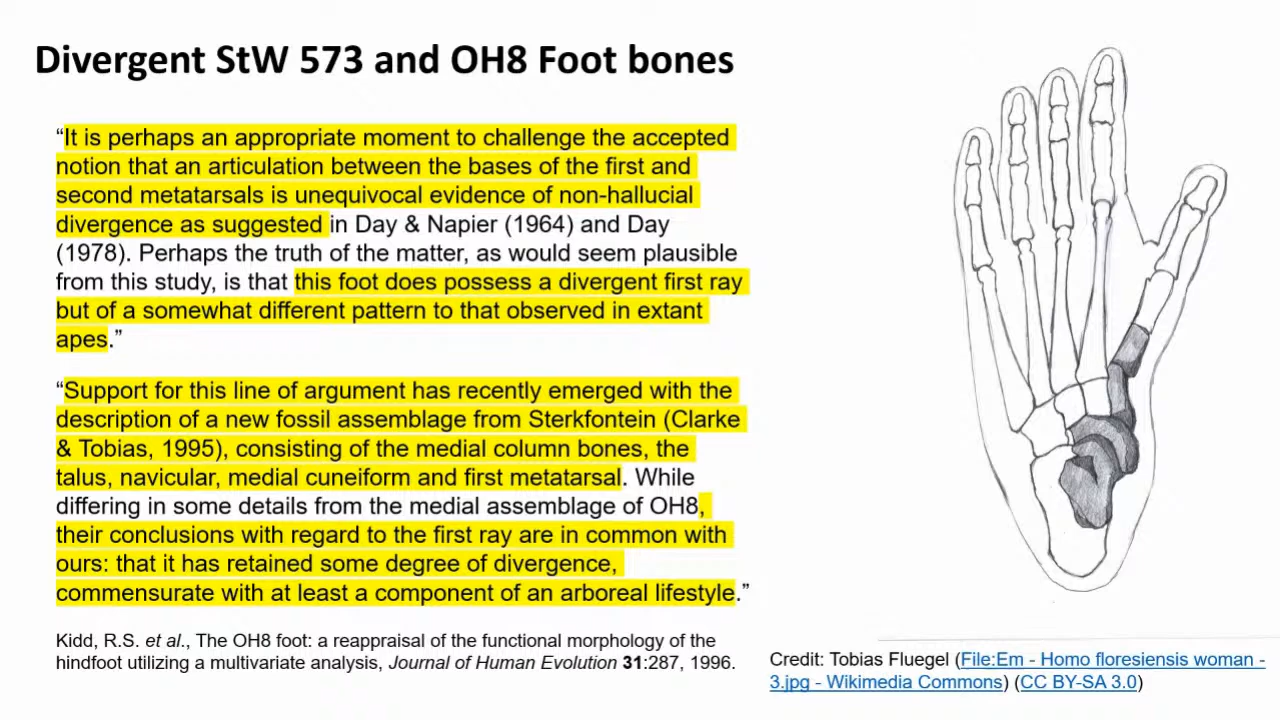 Divergent StW 573 and OH8 Foot bones
“It is perhaps an appropriate moment to challenge the accepted
notion that an articulation between the bases of the first and
second metatarsals is unequivocal evidence of non-hallucial
divergence as suggested in Day & Napier (1964) and Day
(1978). Perhaps the truth of the matter, as would seem plausible
from this study, is that this foot does possess a divergent first ray
but of a somewhat different pattern to that observed in extant
apes.”
“Support for this line of argument has recently emerged with the
description of a new fossil assemblage from Sterkfontein (Clarke
& Tobias, 1995), consisting of the medial column bones, the
talus, navicular, medial cuneiform and first metatarsal. While
differing in some details from the medial assemblage of OH8,
their conclusions with regard to the first ray are in common with
ours: that it has retained some degree of divergence,
commensurate with at least a component of an arboreal lifestyle.”
Kidd, R.S. et al., The OH8 foot: a reappraisal of the functional morphology of the
hindfoot utilizing a multivariate analysis, Journal of Human Evolution 31:287, 1996.
Credit: Tobias Fluegel (File:Em - Homo floresiensis woman -
3.jpg - Wikimedia Commons) (CC BY-SA 3.0)